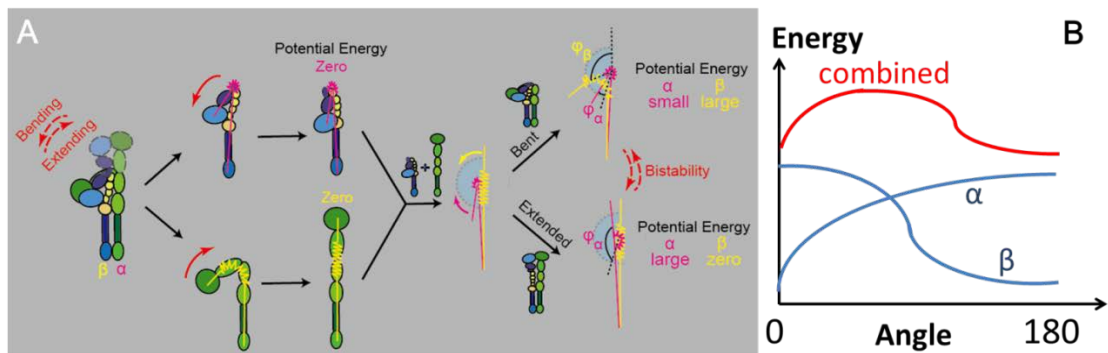 A
Bending
Extending
β α
Potential Energy
Zero
Zero
+
Bent
Extended
φβ
φα
Potential Energy
α β
small large
Bistability
φα
Potential Energy
α β
large zero
B
Energy
combined
α
β
0 Angle 180